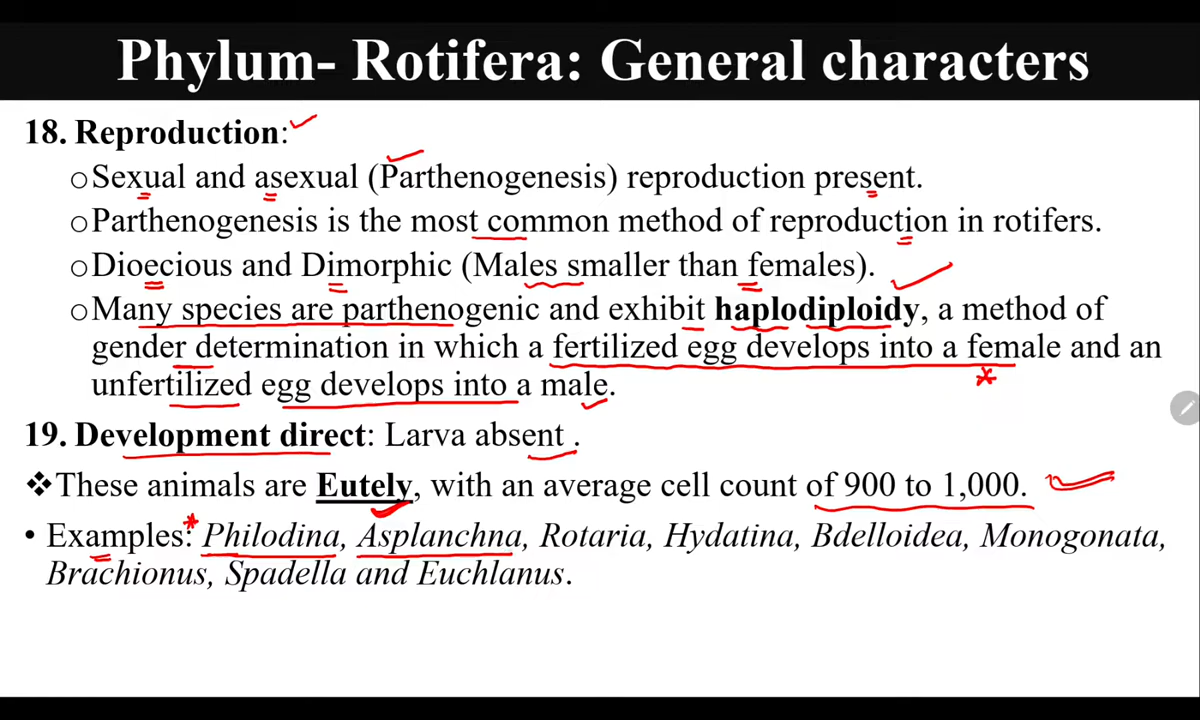 Phylum- Rotifera: General characters
18. Reproduction:
○Sexual and asexual (Parthenogenesis) reproduction present.
○Parthenogenesis is the most common method of reproduction in rotifers.
○Dioecious and Dimorphic (Males smaller than females).
○Many species are parthenogenic and exhibit haplodiploidy, a method of
gender determination in which a fertilized egg develops into a female and an
unfertilized egg develops into a male.
19. Development direct: Larva absent .
❖These animals are Eutely, with an average cell count of 900 to 1,000.
• Examples: Philodina, Asplanchna, Rotaria, Hydatina, Bdelloidea, Monogonata,
Brachionus, Spadella and Euchlanus.